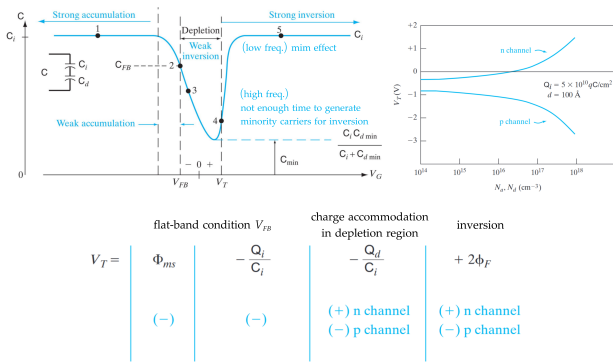 Strong accumulation
Depletion
Strong inversion
C
C_i
1
5
C_i
Weak inversion
(low freq.) mim effect
C
C_i
C_d
C_FB
2
3
4
(high freq.)
not enough time to generate
minority carriers for inversion
Weak accumulation
C_i C_d min
C_i + C_d min
C_min
− 0 +
V_FB
V_T
V_G
+2
+1
0
−1
−2
−3
V_T (V)
n channel
Q_i = 5 × 10^10 qC/cm²
d = 100 Å
p channel
10^14
10^15
10^16
10^17
10^18
N_a, N_d (cm⁻³)
flat-band condition V_FB
charge accommodation
in depletion region
inversion
V_T = Φ_ms − Q_i/C_i − Q_d/C_i + 2ϕ_F
(−) (−) (+) n channel (+) n channel
(−) p channel (−) p channel